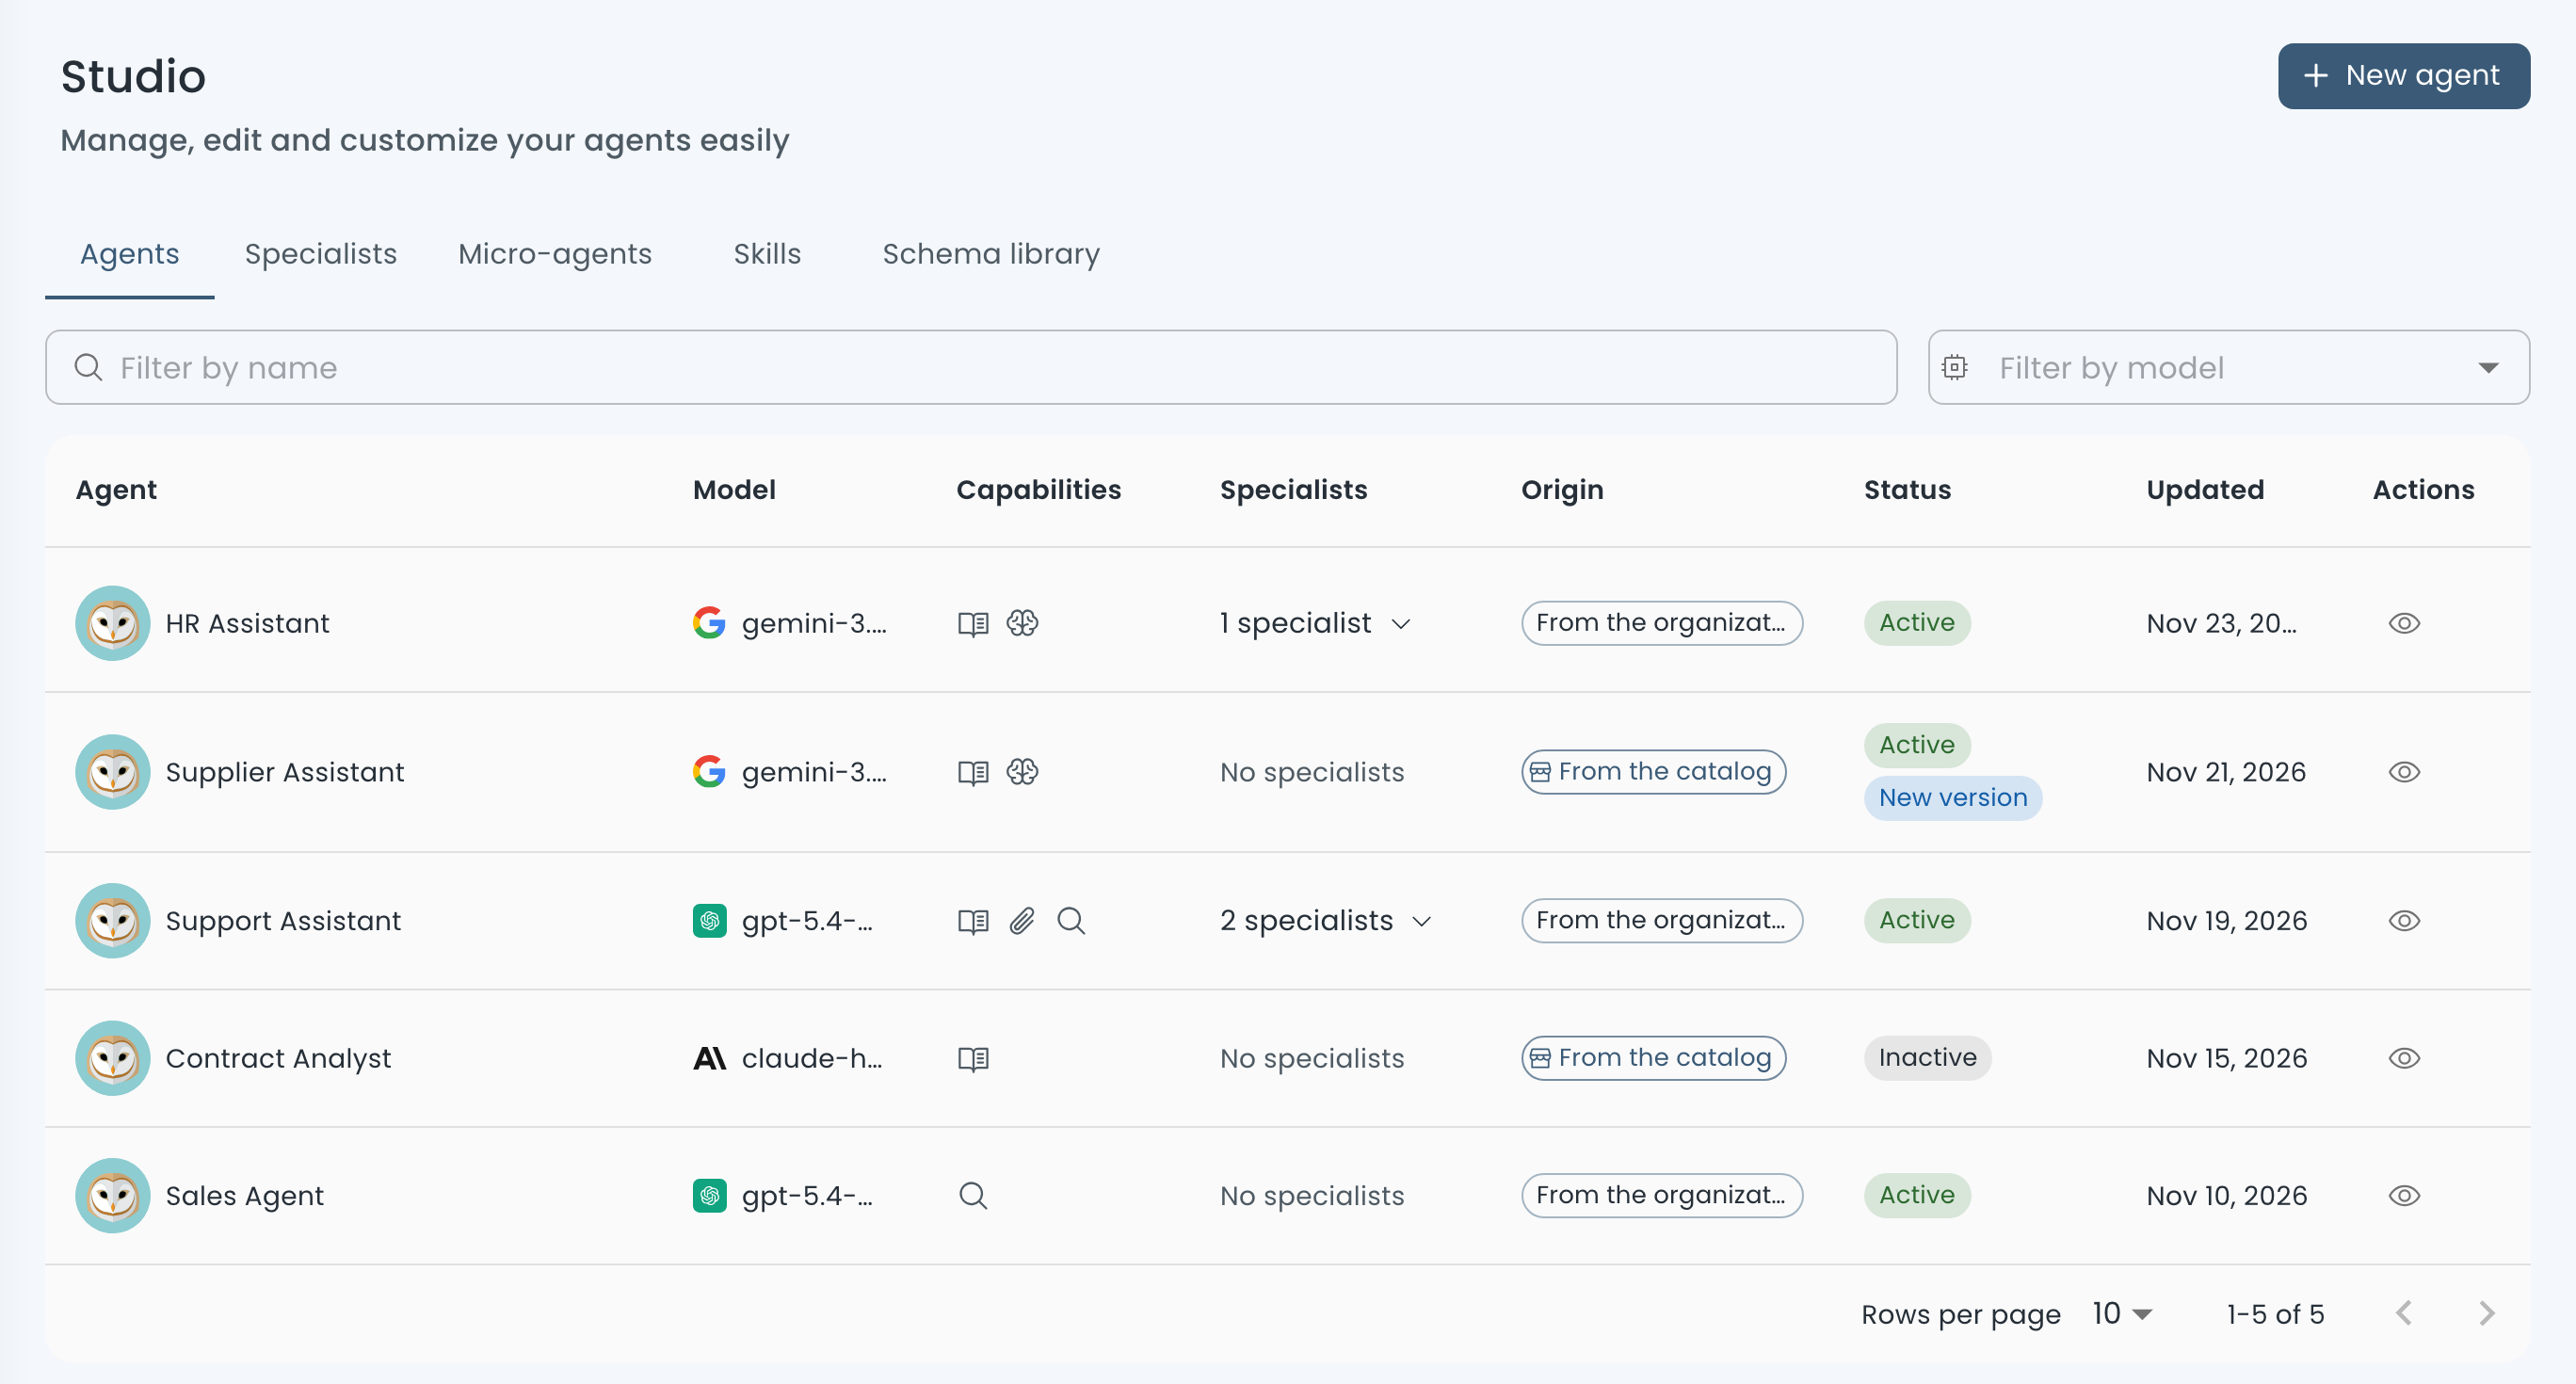 Studio
New agent
Manage, edit and customize your agents easily
Agents Specialists Micro-agents Skills Schema library
Filter by name Filter by model
Agent Model Capabilities Specialists Origin Status Updated Actions
HR Assistant gemini-3.... 1 specialist From the organizat... Active Nov 23, 20...
Supplier Assistant gemini-3.... No specialists From the catalog Active New version Nov 21, 2026
Support Assistant gpt-5.4-... 2 specialists From the organizat... Active Nov 19, 2026
Contract Analyst claude-h... No specialists From the catalog Inactive Nov 15, 2026
Sales Agent gpt-5.4-... No specialists From the organizat... Active Nov 10, 2026
Rows per page 10 1-5 of 5